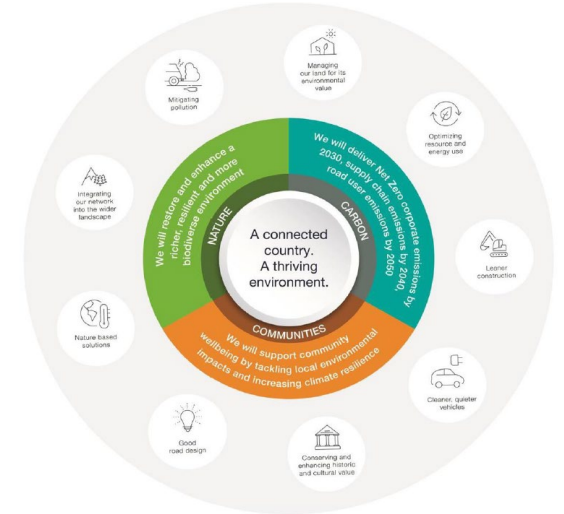 A connected
country.
A thriving
environment.
NATURE
We will restore and enhance a
richer, resilient and more
biodiverse environment
CARBON
We will deliver Net Zero corporate emissions by
2030, supply chain emissions by 2040,
road user emissions by 2050
COMMUNITIES
We will support community
wellbeing by tackling local environmental
impacts and increasing climate resilience
Managing
our land for its
environmental
value
Optimizing
resource and
energy use
Leaner
construction
Cleaner, quieter
vehicles
Conserving and
enhancing historic
and cultural value
Good
road design
Nature based
solutions
Integrating
our network
into the wider
landscape
Mitigating
pollution